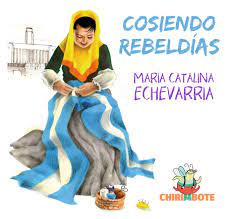 COSIENDO
REBELDÍAS
MARIA CATALINA
ECHEVARRIA
CHIRIMBOTE